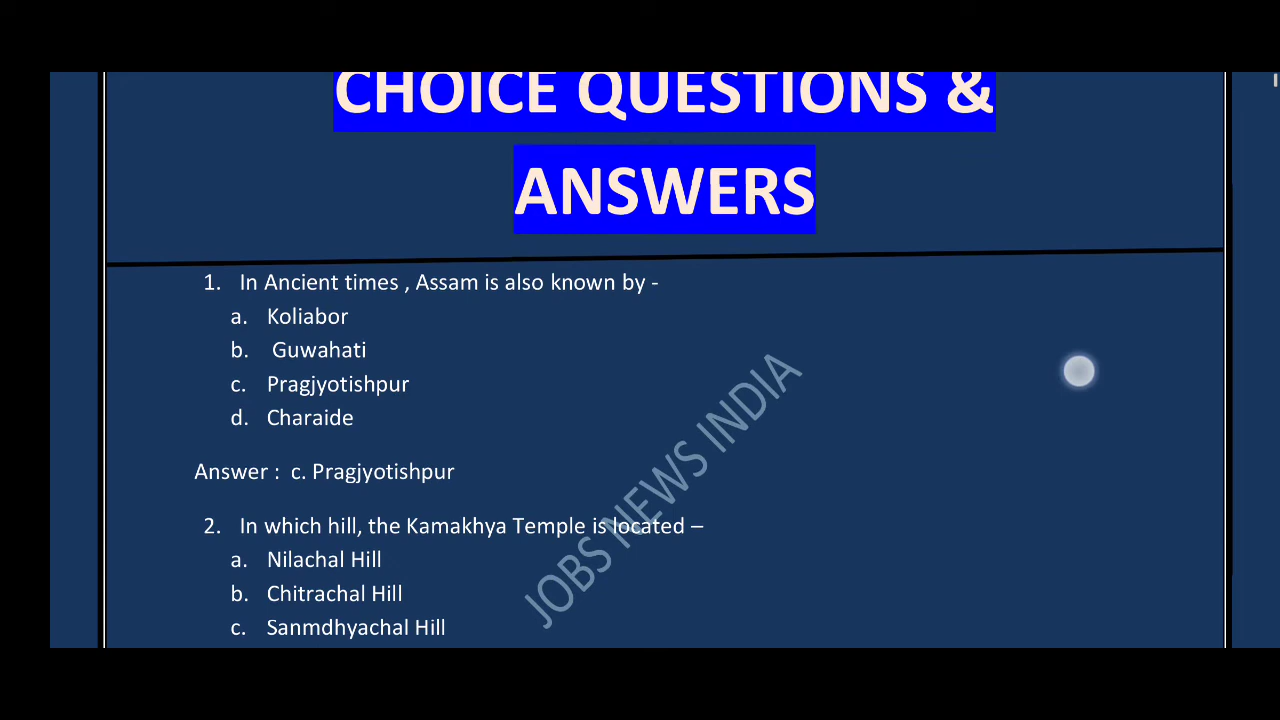 CHOICE QUESTIONS &
ANSWERS
1. In Ancient times , Assam is also known by -
a. Koliabor
b. Guwahati
c. Pragjyotishpur
d. Charaide
Answer : c. Pragjyotishpur
2. In which hill, the Kamakhya Temple is located –
a. Nilachal Hill
b. Chitrachal Hill
c. Sanmdhyachal Hill
JOBS NEWS INDIA